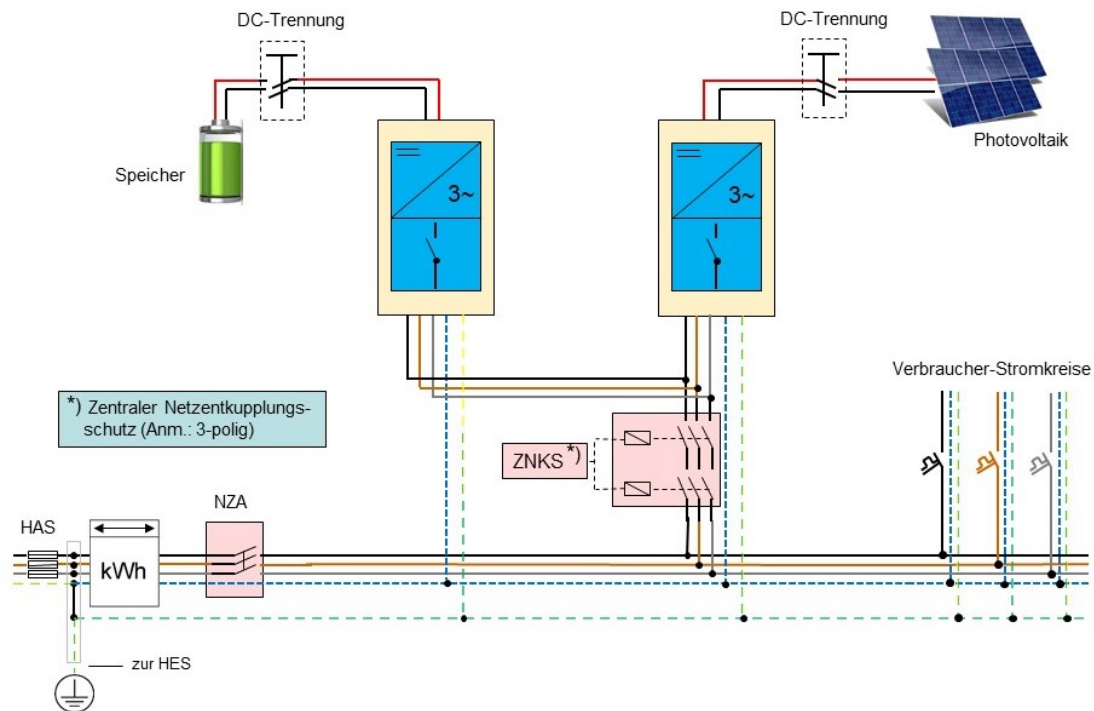 DC-Trennung
DC-Trennung
Speicher
Photovoltaik
3~
3~
Verbraucher-Stromkreise
*) Zentraler Netzentkupplungs-
schutz (Anm.: 3-polig)
ZNKS *)
HAS
NZA
kWh
zur HES